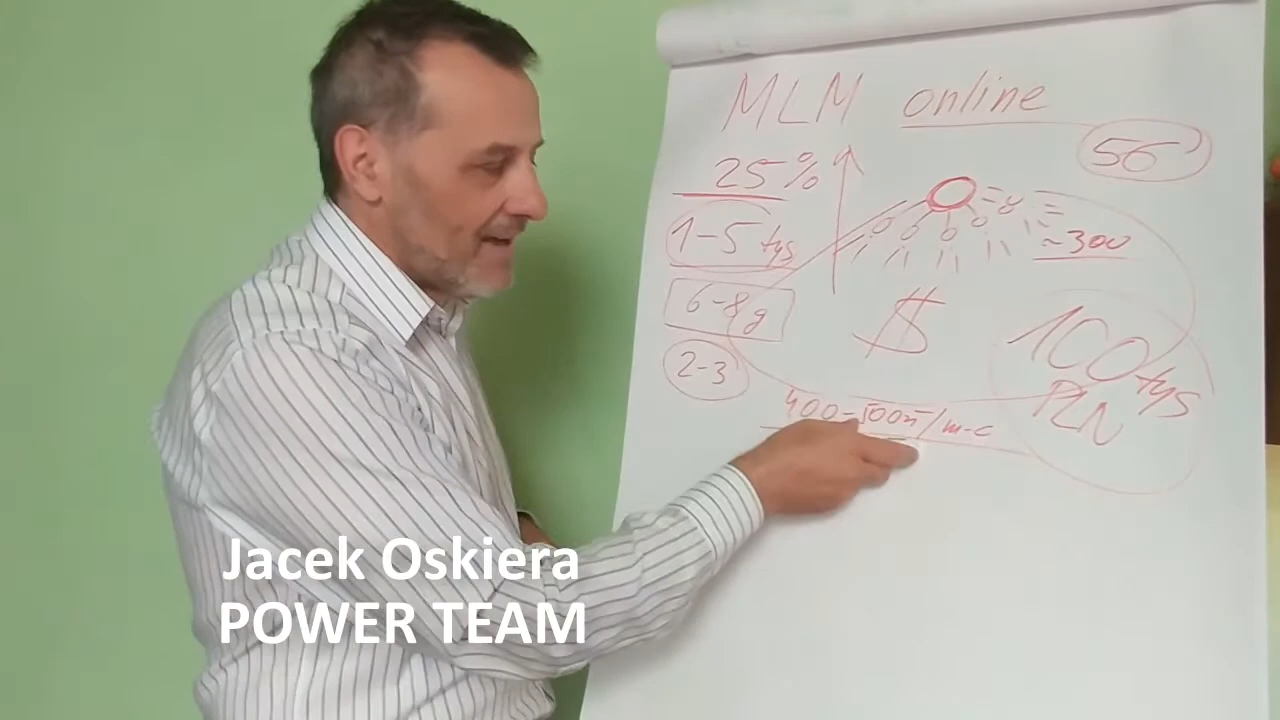 MLM online
56'
25%
1-5 tys
~300
6-8g
$
100 tys
PLN
2-3
400-500zł/m-c
Jacek Oskiera
POWER TEAM